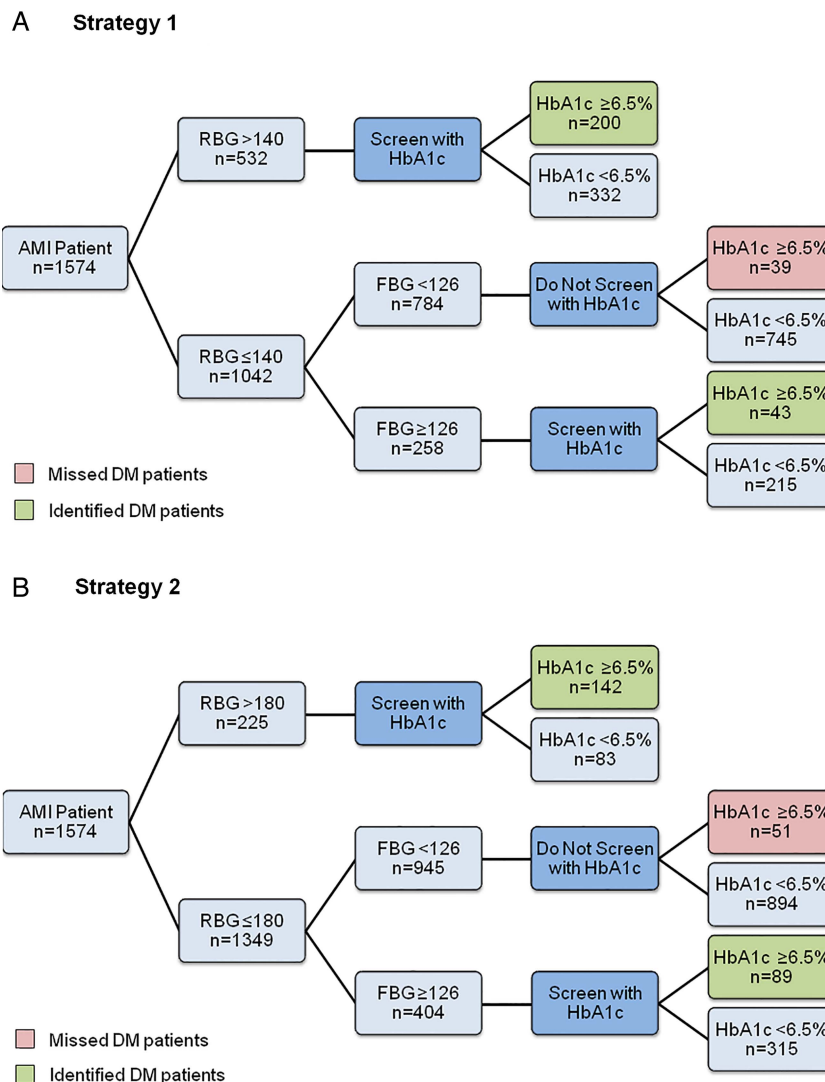 A Strategy 1
RBG >140
n=532
Screen with
HbA1c
HbA1c ≥6.5%
n=200
HbA1c <6.5%
n=332
AMI Patient
n=1574
RBG ≤140
n=1042
FBG <126
n=784
Do Not Screen
with HbA1c
HbA1c ≥6.5%
n=39
HbA1c <6.5%
n=745
FBG ≥126
n=258
Screen with
HbA1c
HbA1c ≥6.5%
n=43
HbA1c <6.5%
n=215
Missed DM patients
Identified DM patients
B Strategy 2
RBG >180
n=225
Screen with
HbA1c
HbA1c ≥6.5%
n=142
HbA1c <6.5%
n=83
AMI Patient
n=1574
RBG ≤180
n=1349
FBG <126
n=945
Do Not Screen
with HbA1c
HbA1c ≥6.5%
n=51
HbA1c <6.5%
n=894
FBG ≥126
n=404
Screen with
HbA1c
HbA1c ≥6.5%
n=89
HbA1c <6.5%
n=315
Missed DM patients
Identified DM patients